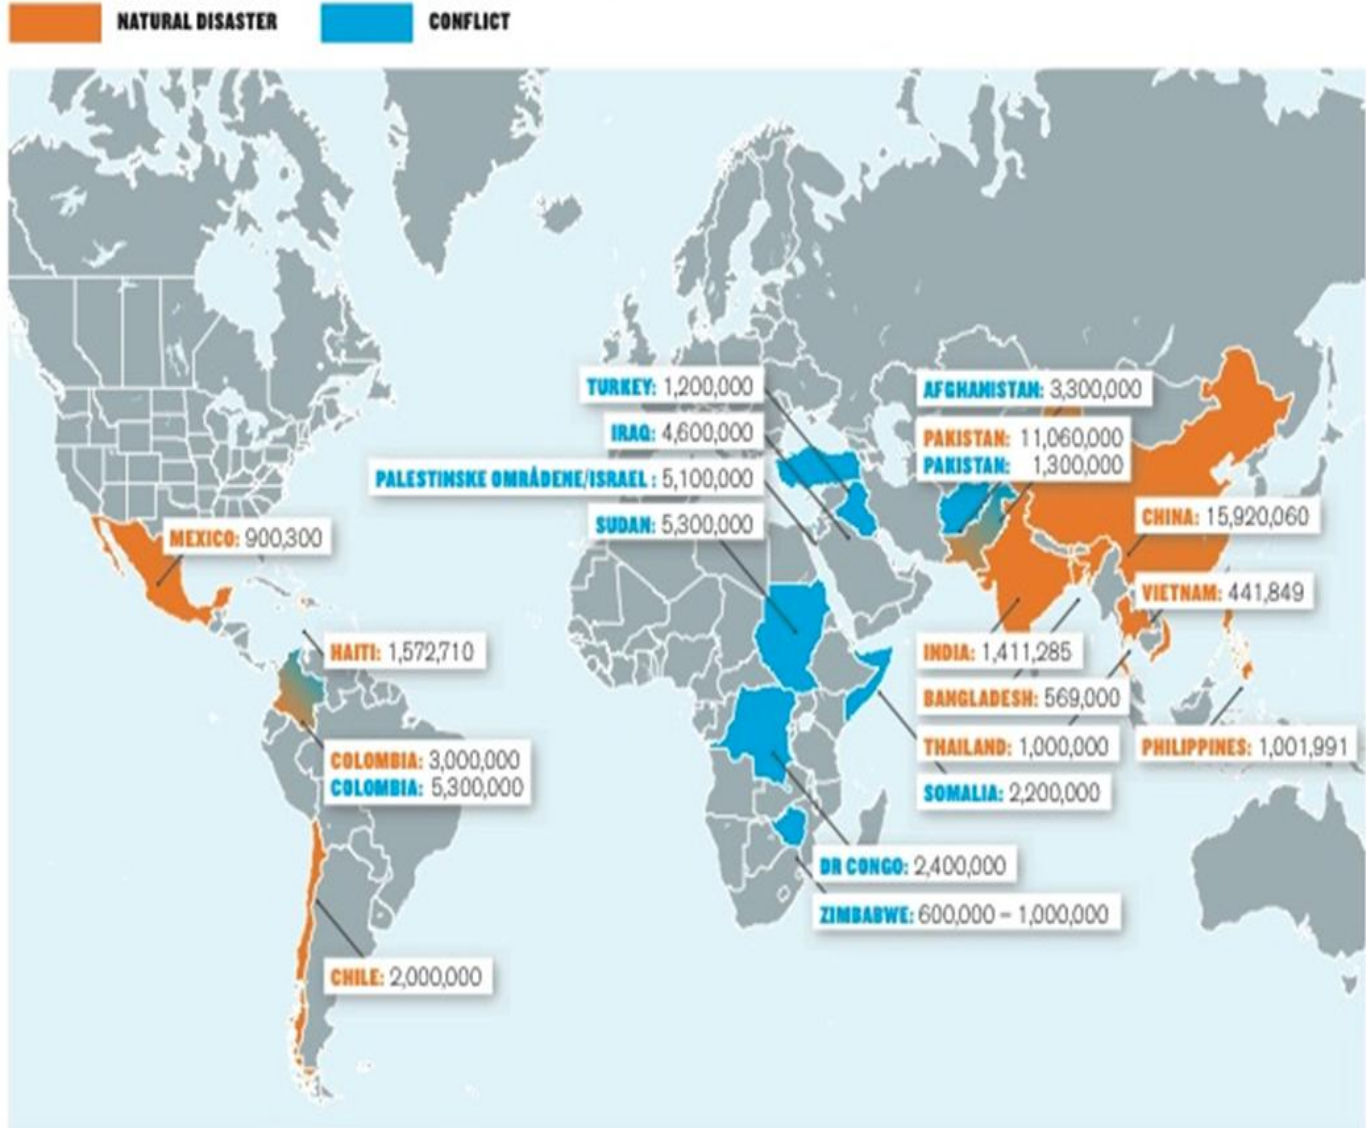 NATURAL DISASTER
CONFLICT
TURKEY: 1,200,000
IRAQ: 4,600,000
PALESTINSKE OMRÅDENE/ISRAEL : 5,100,000
SUDAN: 5,300,000
AFGHANISTAN: 3,300,000
PAKISTAN: 11,060,000
PAKISTAN: 1,300,000
CHINA: 15,920,060
MEXICO: 900,300
VIETNAM: 441,849
HAITI: 1,572,710
INDIA: 1,411,285
BANGLADESH: 569,000
THAILAND: 1,000,000
PHILIPPINES: 1,001,991
COLOMBIA: 3,000,000
COLOMBIA: 5,300,000
SOMALIA: 2,200,000
DR CONGO: 2,400,000
ZIMBABWE: 600,000 – 1,000,000
CHILE: 2,000,000